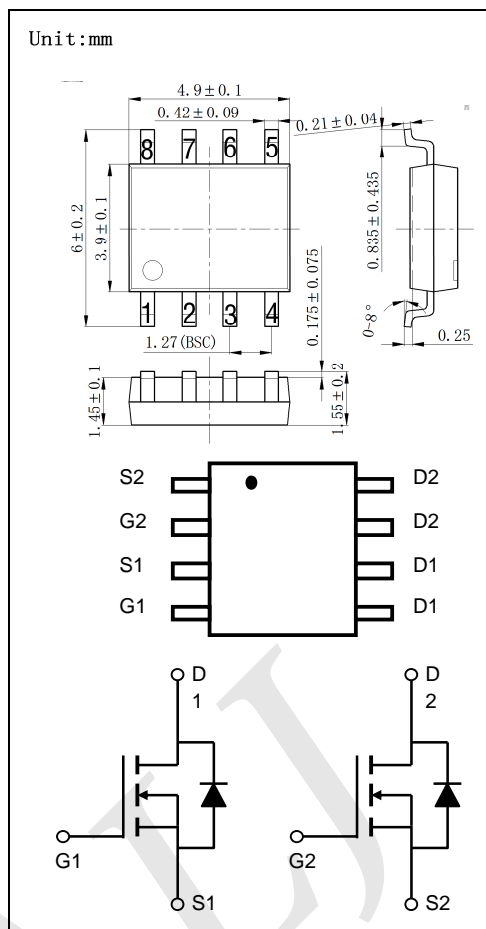 Unit:mm
4.9±0.1
0.42±0.09
0.21±0.04
8 7 6 5
6±0.2
3.9±0.1
0.835±0.435
1 2 3 4
0.175±0.075
0~8°
1.27(BSC)
0.25
1.45±0.1
1.55±0.2
S2 D2
G2 D2
S1 D1
G1 D1
D D
1 2
G1 G2
S1 S2